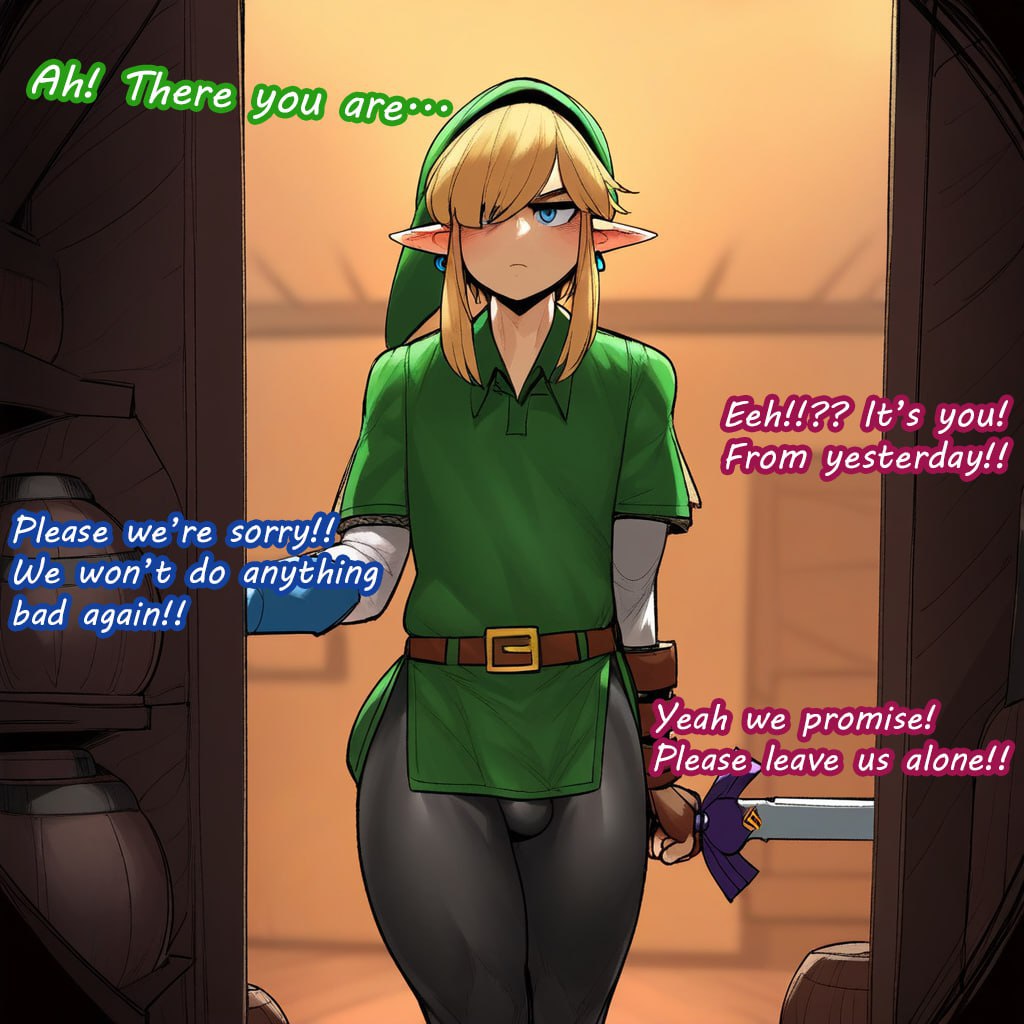 Ah! There you are...
Eeh!!?? It's you!
From yesterday!!
Please we're sorry!!
We won't do anything
bad again!!
Yeah we promise!
Please leave us alone!!